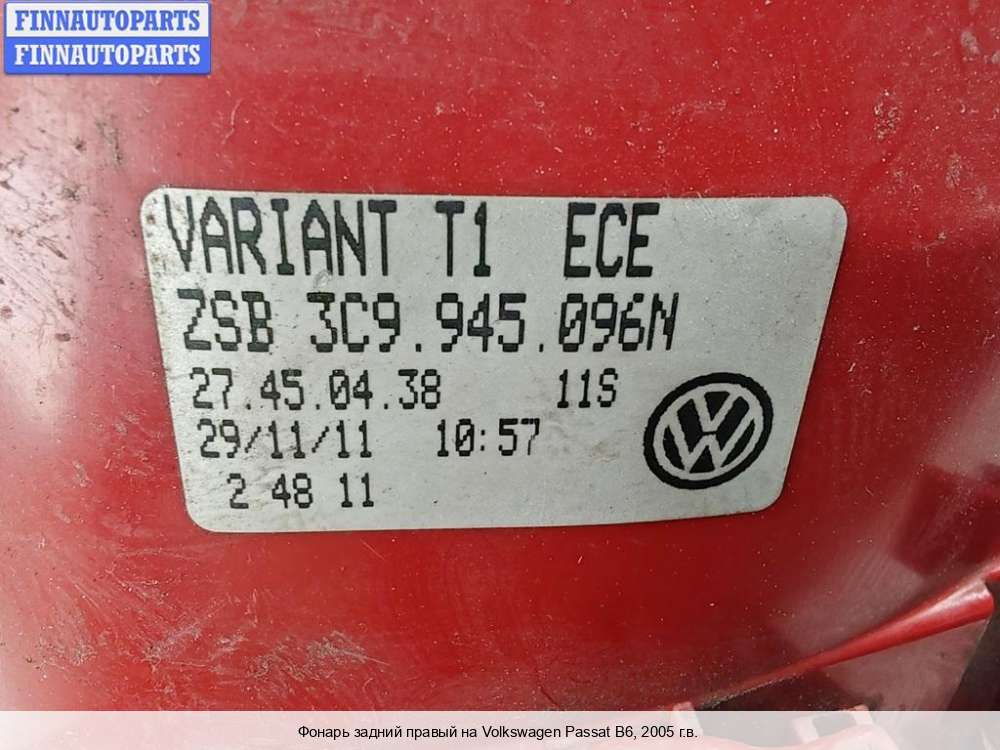 FINNAUTOPARTS
FINNAUTOPARTS
VARIANT T1 ECE
ZSB 3C9.945.096N
27.45.04.38 11S
29/11/11 10:57
2 48 11
Фонарь задний правый на Volkswagen Passat B6, 2005 г.в.